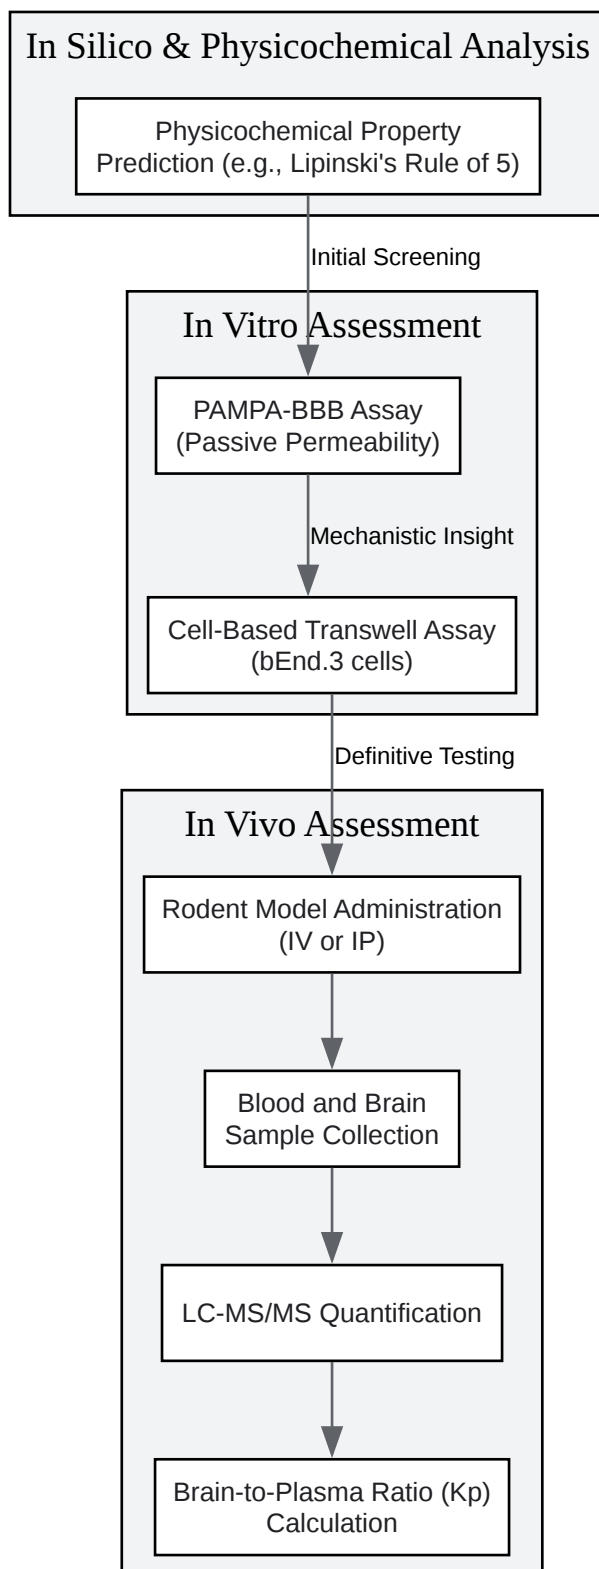 In Silico & Physicochemical Analysis
Physicochemical Property
Prediction (e.g., Lipinski's Rule of 5)
Initial Screening
In Vitro Assessment
PAMPA-BBB Assay
(Passive Permeability)
Mechanistic Insight
Cell-Based Transwell Assay
(bEnd.3 cells)
Definitive Testing
In Vivo Assessment
Rodent Model Administration
(IV or IP)
Blood and Brain
Sample Collection
LC-MS/MS Quantification
Brain-to-Plasma Ratio (Kp)
Calculation